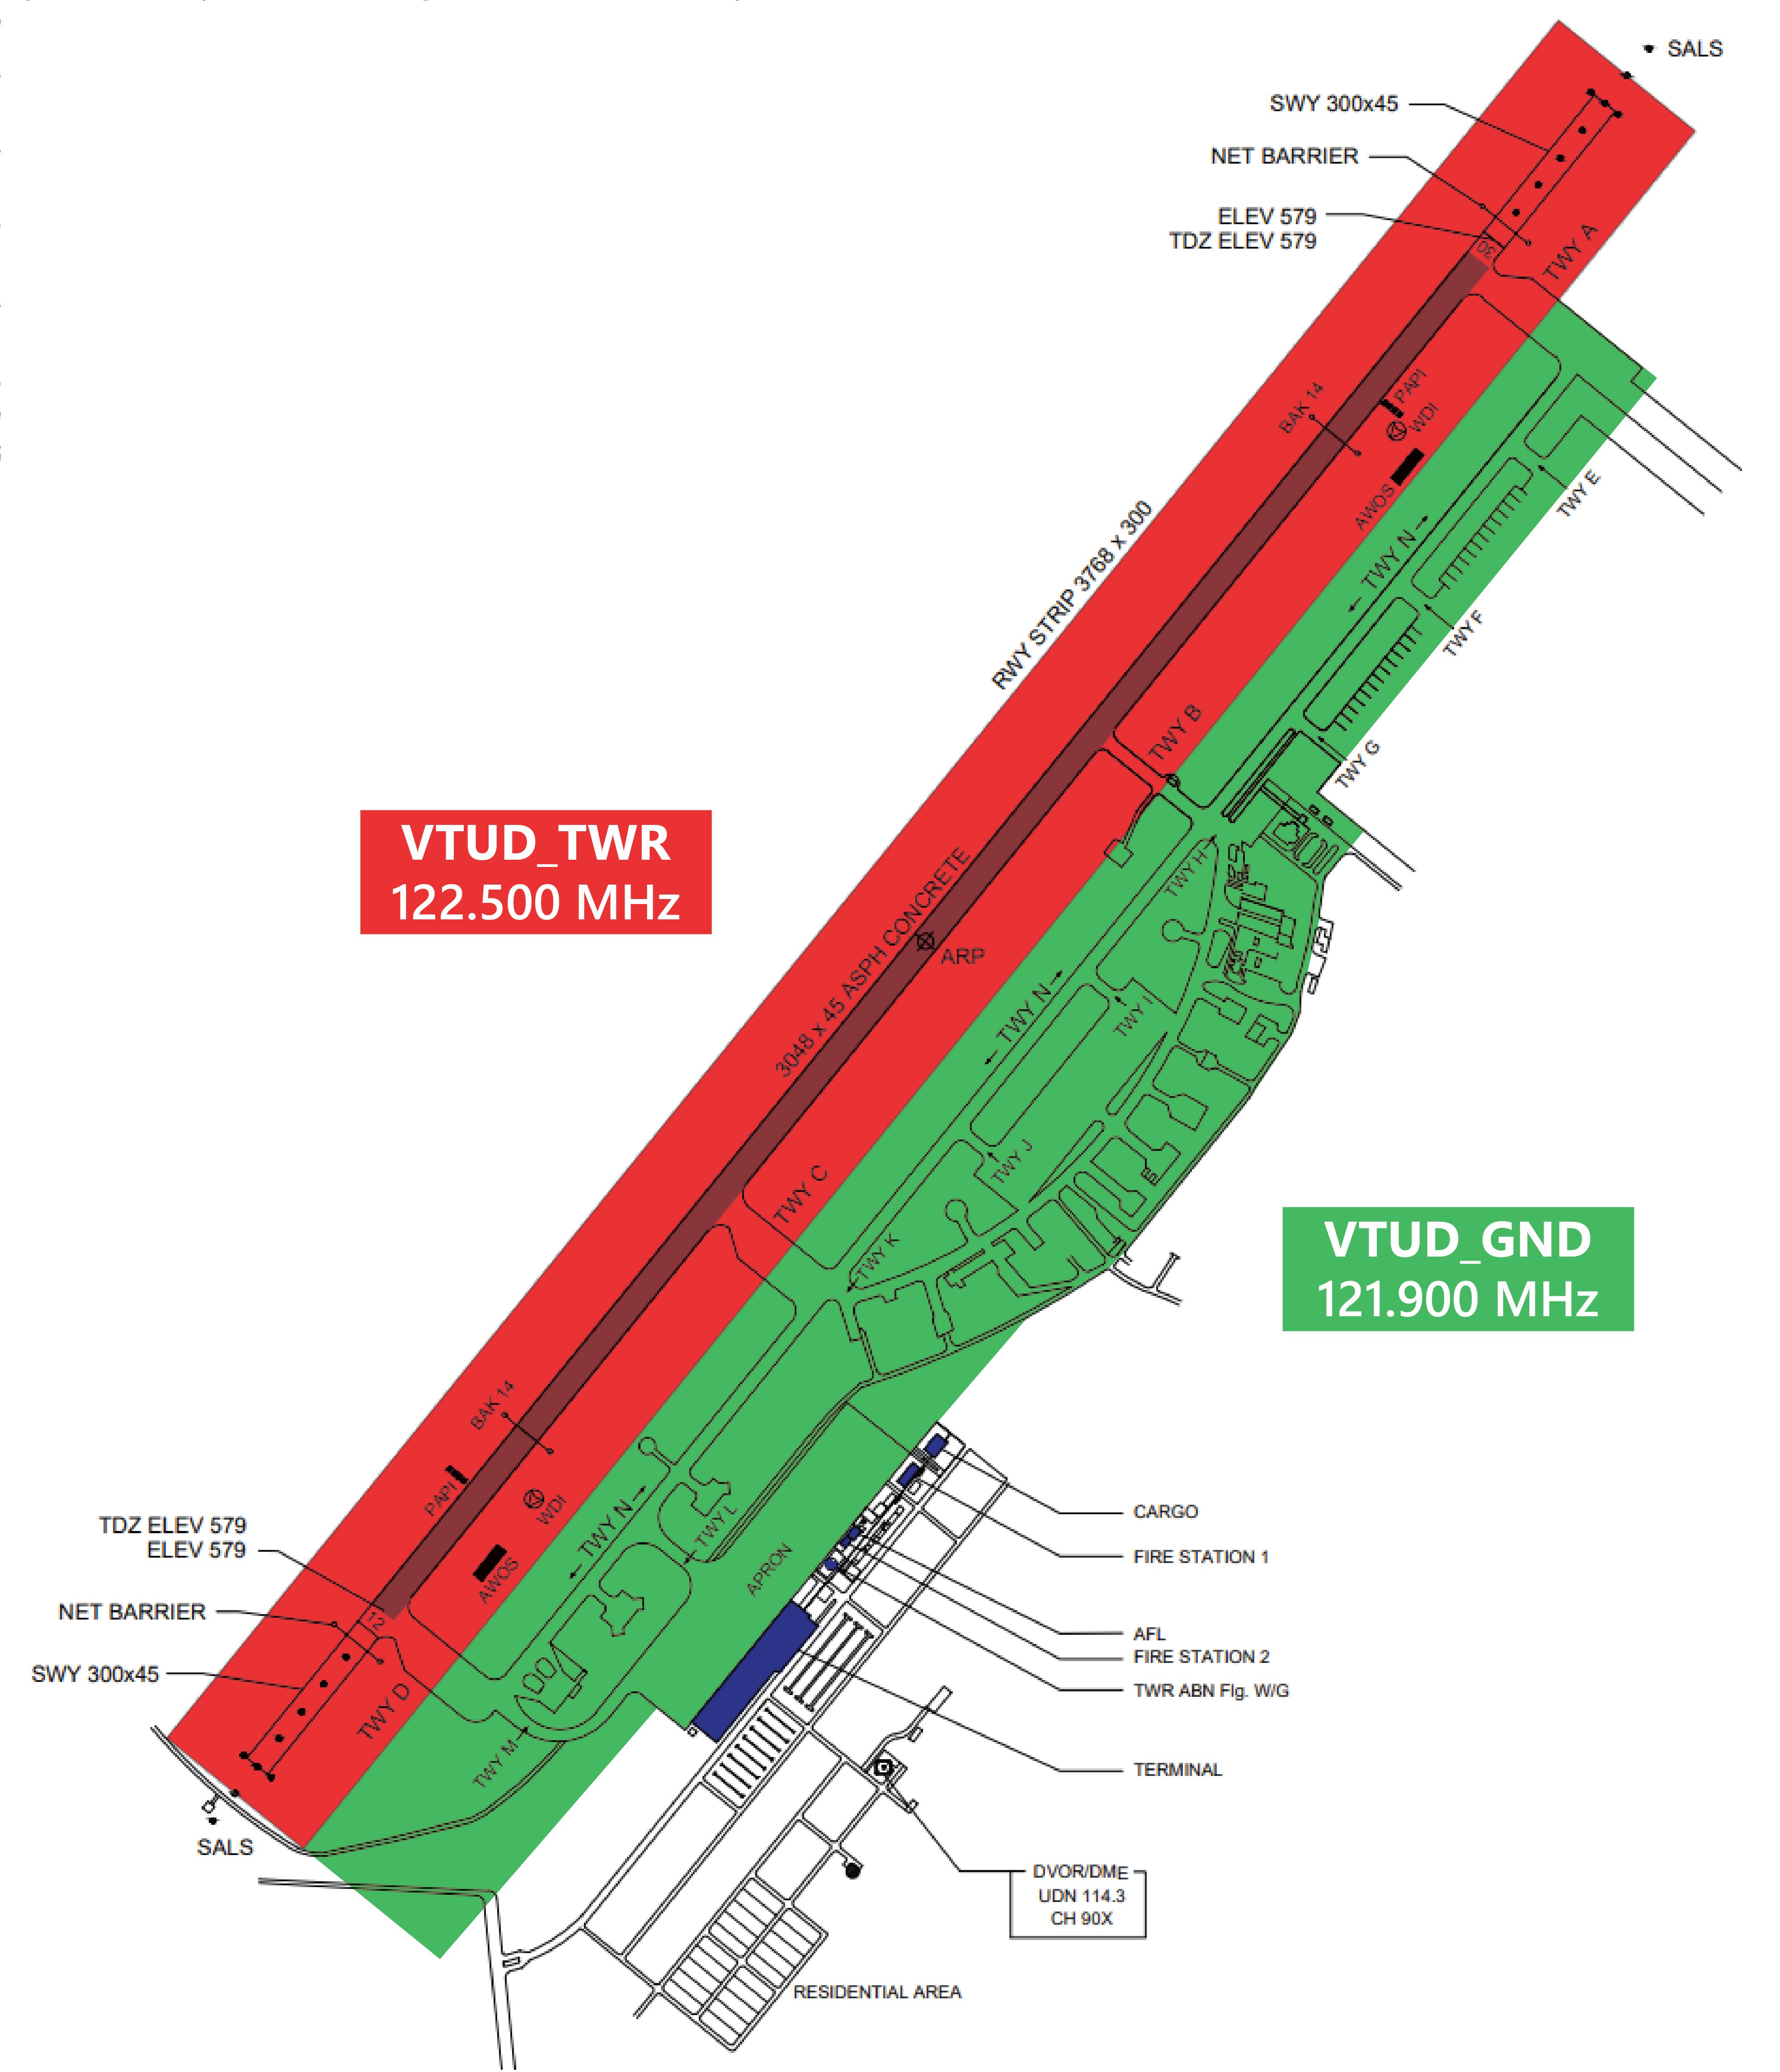 SALS
SWY 300x45
NET BARRIER
ELEV 579
TDZ ELEV 579
30
TWY A
PAPI
WDI
BAK 14
AWOS
TWY E
TWY N
TWY F
RWY STRIP 3768 x 300
TWY B
TWY G
VTUD_TWR
122.500 MHz
TWY H
3048 x 45 ASPH CONCRETE
ARP
TWY N
TWY I
TWY J
TWY C
TWY K
VTUD_GND
121.900 MHz
BAK 14
PAPI
WDI
TWY N
TWY L
AWOS
APRON
TDZ ELEV 579
ELEV 579
NET BARRIER
12
SWY 300x45
TWY D
TWY M
SALS
CARGO
FIRE STATION 1
AFL
FIRE STATION 2
TWR ABN Flg. W/G
TERMINAL
DVOR/DME
UDN 114.3
CH 90X
RESIDENTIAL AREA